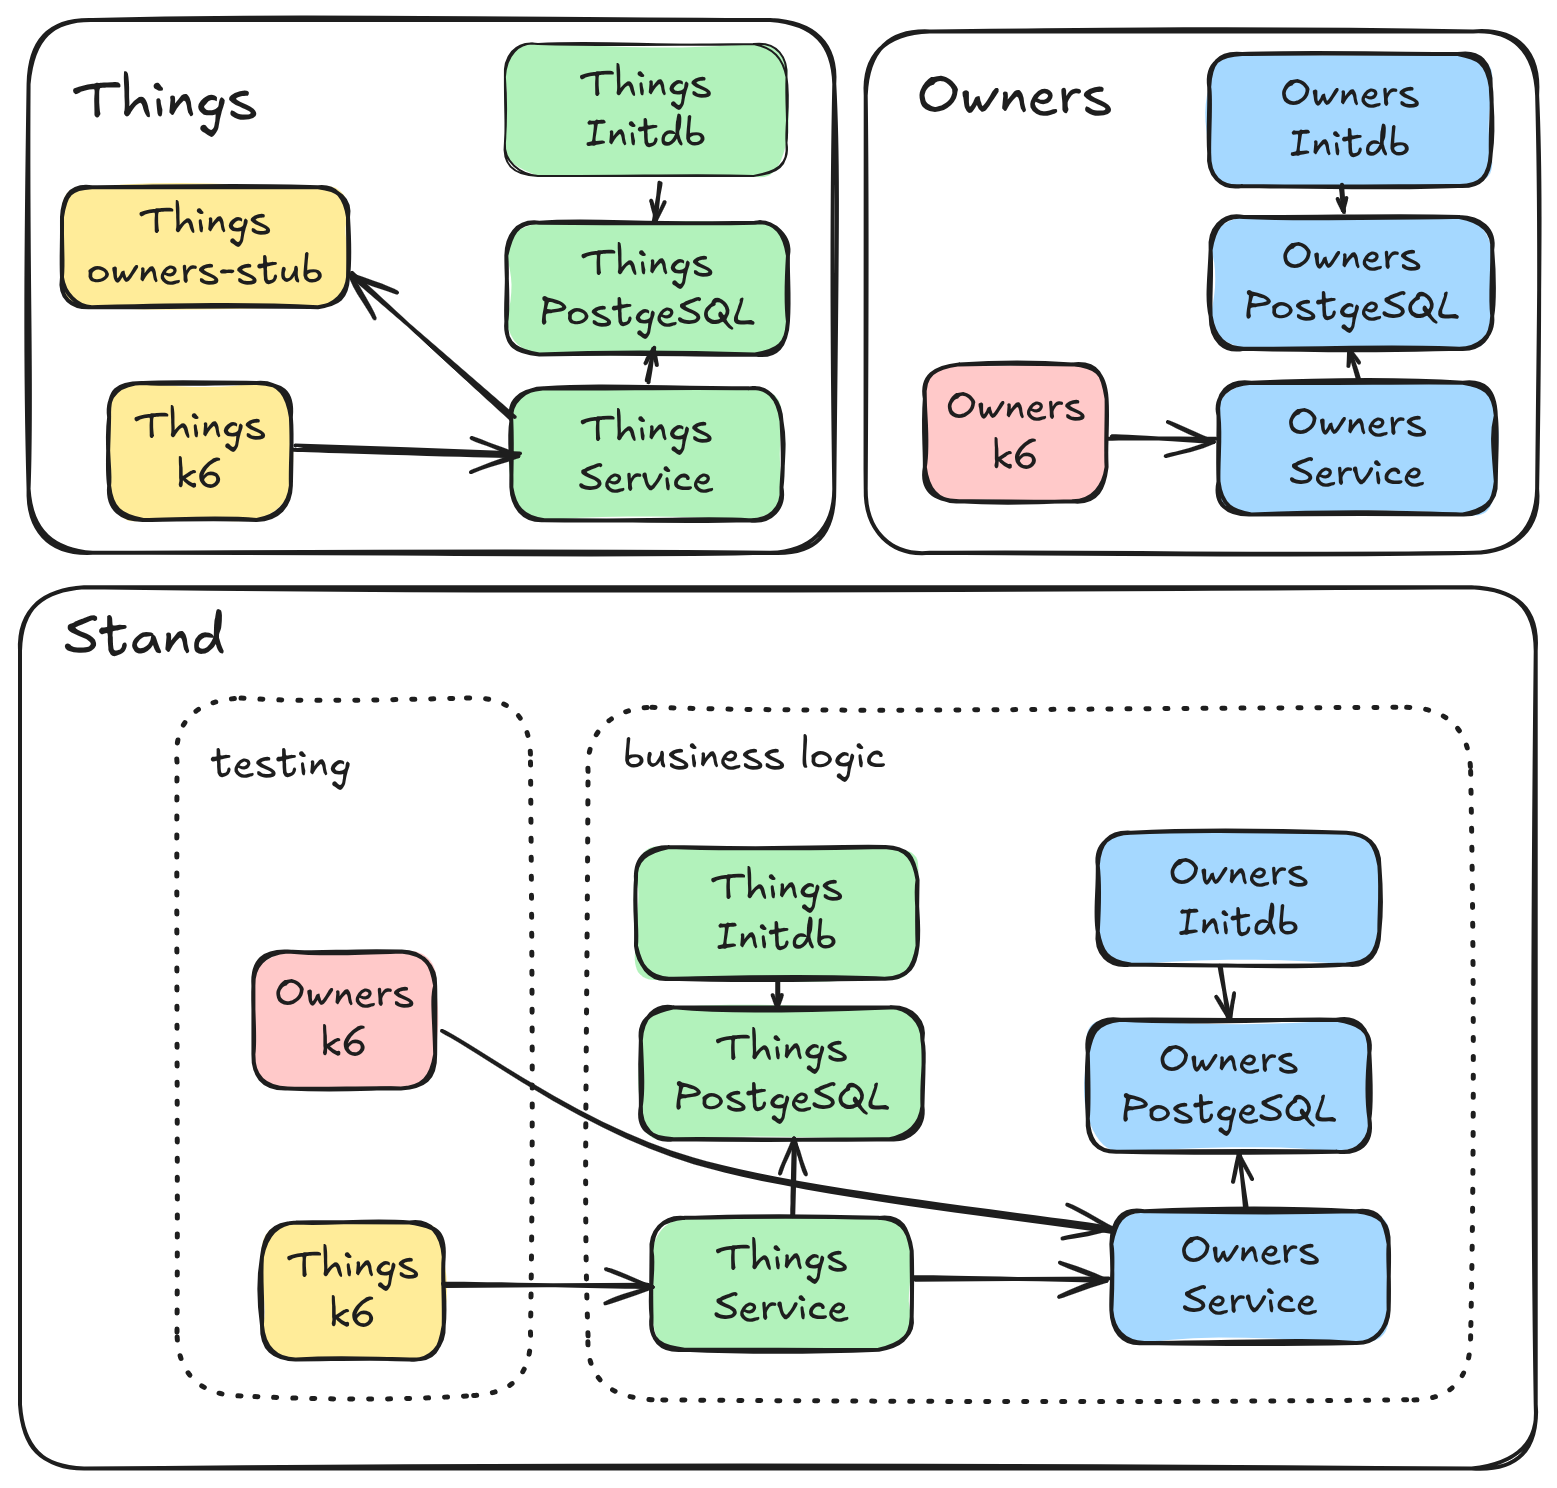 Things
Things
Initdb
Things
owners-stub
Things
PostgeSQL
Things
k6
Things
Service
Owners
Owners
Initdb
Owners
PostgeSQL
Owners
k6
Owners
Service
Stand
testing
Owners
k6
Things
k6
business logic
Things
Initdb
Things
PostgeSQL
Things
Service
Owners
Initdb
Owners
PostgeSQL
Owners
Service